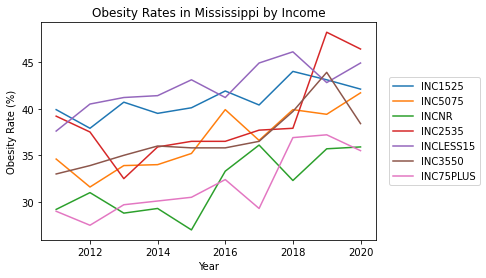 Obesity Rates in Mississippi by Income
Obesity Rate (%)
45
40
35
30
2012
2014
2016
2018
2020
Year
INC1525
INC5075
INCNR
INC2535
INCLESS15
INC3550
INC75PLUS